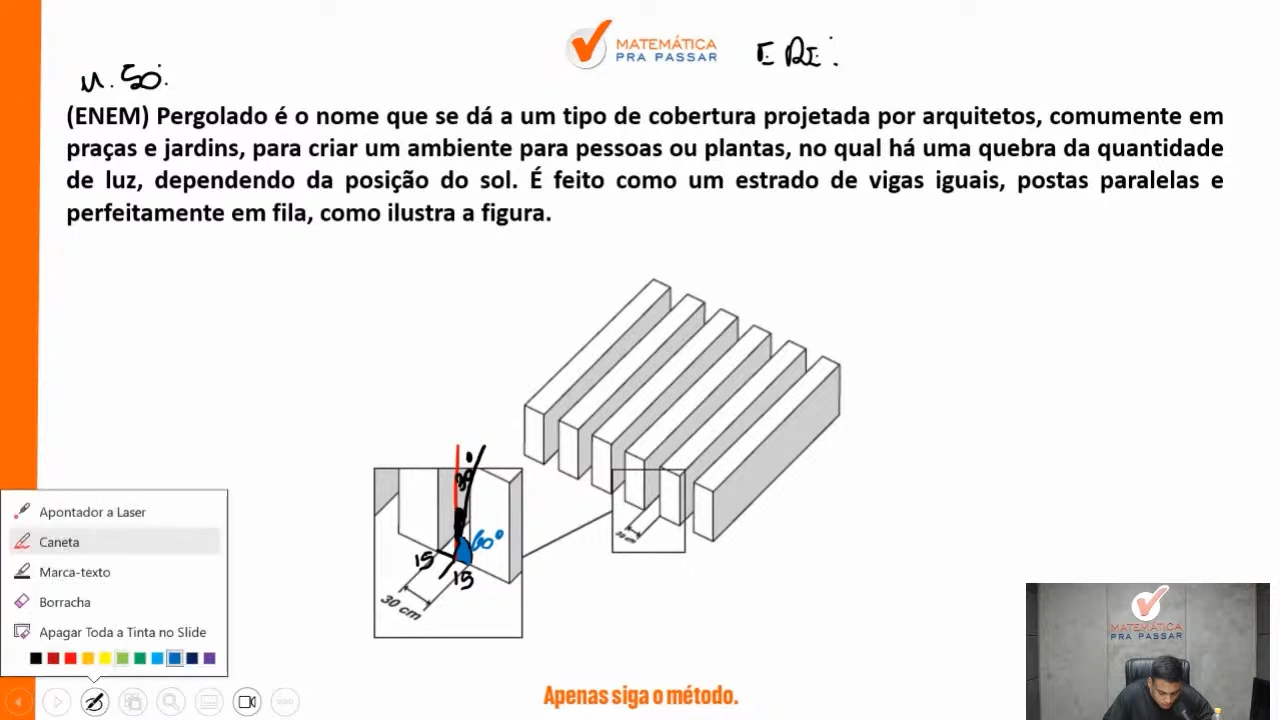 MATEMÁTICA
PRA PASSAR
(ENEM) Pergolado é o nome que se dá a um tipo de cobertura projetada por arquitetos, comumente em
praças e jardins, para criar um ambiente para pessoas ou plantas, no qual há uma quebra da quantidade
de luz, dependendo da posição do sol. É feito como um estrado de vigas iguais, postas paralelas e
perfeitamente em fila, como ilustra a figura.
30°
60°
15
15
30 cm
30 cm
Apontador a Laser
Caneta
Marca-texto
Borracha
Apagar Toda a Tinta no Slide
MATEMÁTICA
PRA PASSAR
Apenas siga o método.